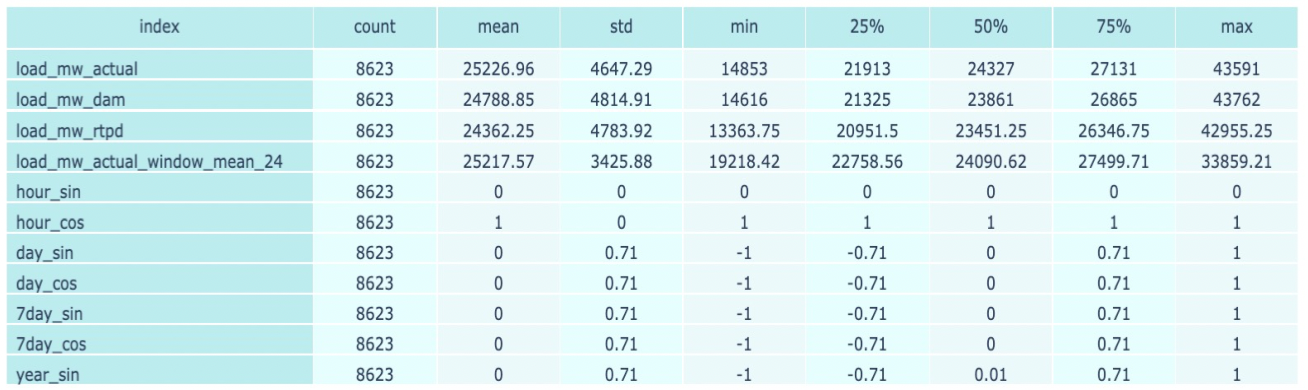 index count mean std min 25% 50% 75% max
load_mw_actual 8623 25226.96 4647.29 14853 21913 24327 27131 43591
load_mw_dam 8623 24788.85 4814.91 14616 21325 23861 26865 43762
load_mw_rtpd 8623 24362.25 4783.92 13363.75 20951.5 23451.25 26346.75 42955.25
load_mw_actual_window_mean_24 8623 25217.57 3425.88 19218.42 22758.56 24090.62 27499.71 33859.21
hour_sin 8623 0 0 0 0 0 0 0
hour_cos 8623 1 0 1 1 1 1 1
day_sin 8623 0 0.71 -1 -0.71 0 0.71 1
day_cos 8623 0 0.71 -1 -0.71 0 0.71 1
7day_sin 8623 0 0.71 -1 -0.71 0 0.71 1
7day_cos 8623 0 0.71 -1 -0.71 0 0.71 1
year_sin 8623 0 0.71 -1 -0.71 0.01 0.71 1